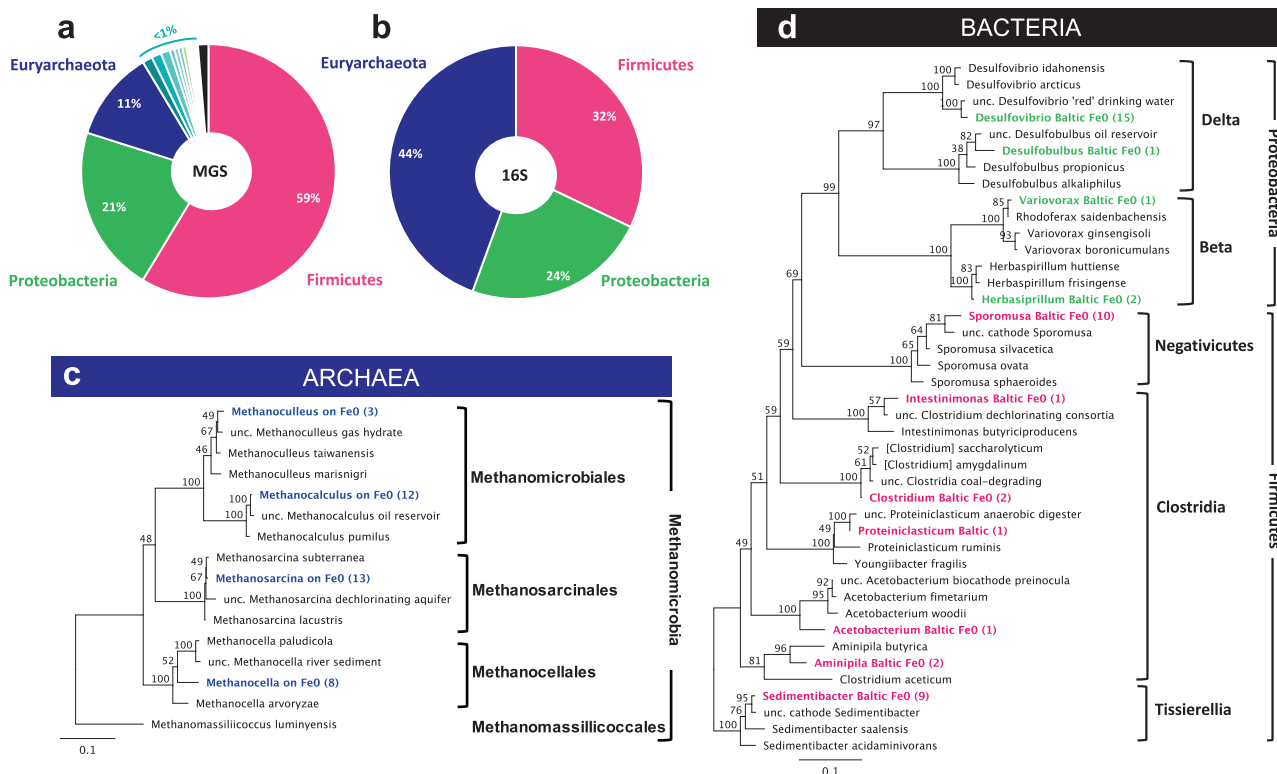 a
<1%
Euryarchaeota
11%
MGS
21%
59%
Proteobacteria
Firmicutes
b
Euryarchaeota
Firmicutes
32%
44%
16S
24%
Proteobacteria
c
ARCHAEA
49
Methanoculleus on Fe0 (3)
67
unc. Methanoculleus gas hydrate
46
Methanoculleus taiwanensis
Methanoculleus marisnigri
100
100
Methanocalculus on Fe0 (12)
100
unc. Methanocalculus oil reservoir
Methanocalculus pumilus
48
49
Methanosarcina subterranea
67
Methanosarcina on Fe0 (13)
100
unc. Methanosarcina dechlorinating aquifer
Methanosarcina lacustris
100
Methanocella paludicola
52
unc. Methanocella river sediment
100
Methanocella on Fe0 (8)
Methanocella arvoryzae
Methanomassiliicoccus luminyensis
0.1
Methanomicrobiales
Methanosarcinales
Methanocellales
Methanomassillicoccales
Methanomicrobia
d
BACTERIA
100
Desulfovibrio idahonensis
100
Desulfovibrio arcticus
100
unc. Desulfovibrio 'red' drinking water
Desulfovibrio Baltic Fe0 (15)
97
82
unc. Desulfobulbus oil reservoir
38
Desulfobulbus Baltic Fe0 (1)
100
Desulfobulbus propionicus
Desulfobulbus alkaliphilus
99
85
Variovorax Baltic Fe0 (1)
100
Rhodoferax saidenbachensis
93
Variovorax ginsengisoli
Variovorax boronicumulans
100
83
Herbaspirillum huttiense
100
Herbaspirillum frisingense
Herbasiprillum Baltic Fe0 (2)
69
81
Sporomusa Baltic Fe0 (10)
64
unc. cathode Sporomusa
65
Sporomusa silvacetica
100
Sporomusa ovata
Sporomusa sphaeroides
59
57
Intestinimonas Baltic Fe0 (1)
100
unc. Clostridium dechlorinating consortia
Intestinimonas butyriciproducens
59
52
[Clostridium] saccharolyticum
61
[Clostridium] amygdalinum
100
unc. Clostridia coal-degrading
Clostridium Baltic Fe0 (2)
51
100
unc. Proteiniclasticum anaerobic digester
49
Proteiniclasticum Baltic (1)
100
Proteiniclasticum ruminis
Youngiibacter fragilis
49
92
unc. Acetobacterium biocathode preinocula
95
Acetobacterium fimetarium
100
Acetobacterium woodii
Acetobacterium Baltic Fe0 (1)
96
Aminipila butyrica
81
Aminipila Baltic Fe0 (2)
Clostridium aceticum
95
Sedimentibacter Baltic Fe0 (9)
76
unc. cathode Sedimentibacter
100
Sedimentibacter saalensis
Sedimentibacter acidaminivorans
0.1
Delta
Beta
Negativicutes
Clostridia
Tissierellia
Proteobacteria
Firmicutes